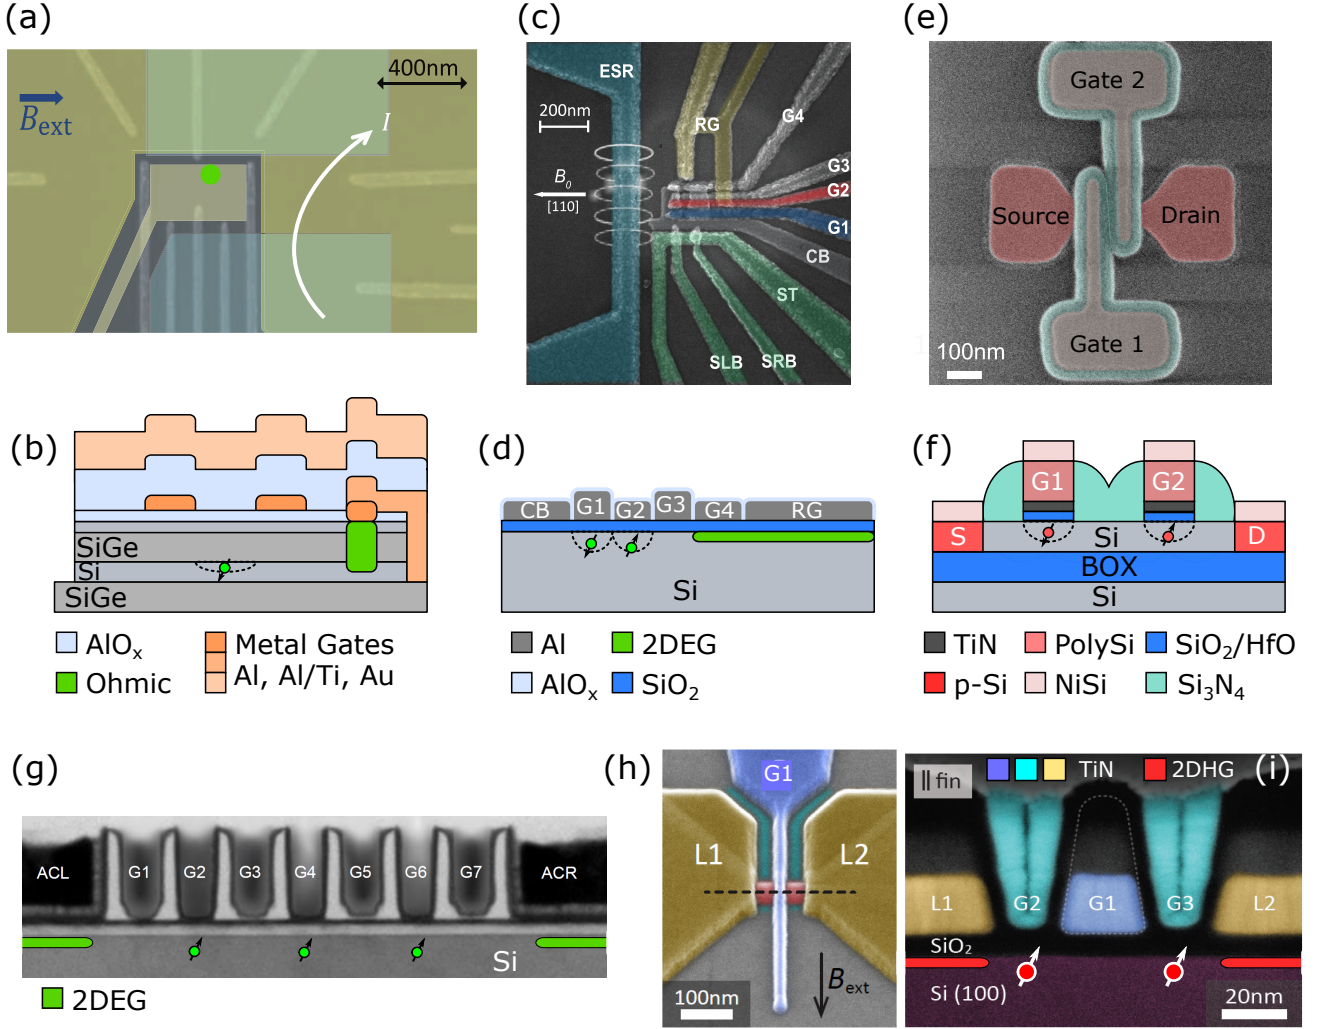 (a)
400nm
B_ext
I
(b)
SiGe
Si
SiGe
AlOₓ
Ohmic
Metal Gates
Al, Al/Ti, Au
(c)
ESR
200nm
B₀
[110]
RG
G4
G3
G2
G1
CB
ST
SLB
SRB
(d)
CB
G1
G2
G3
G4
RG
Si
Al
2DEG
AlOₓ
SiO₂
(e)
Gate 2
Source
Drain
Gate 1
100nm
(f)
G1
G2
S
Si
D
BOX
Si
TiN
PolySi
SiO₂/HfO
p-Si
NiSi
Si₃N₄
(g)
ACL
G1
G2
G3
G4
G5
G6
G7
ACR
Si
2DEG
(h)
G1
L1
L2
B_ext
100nm
(i)
|| fin
TiN
2DHG
L1
G2
G1
G3
L2
SiO₂
Si (100)
20nm